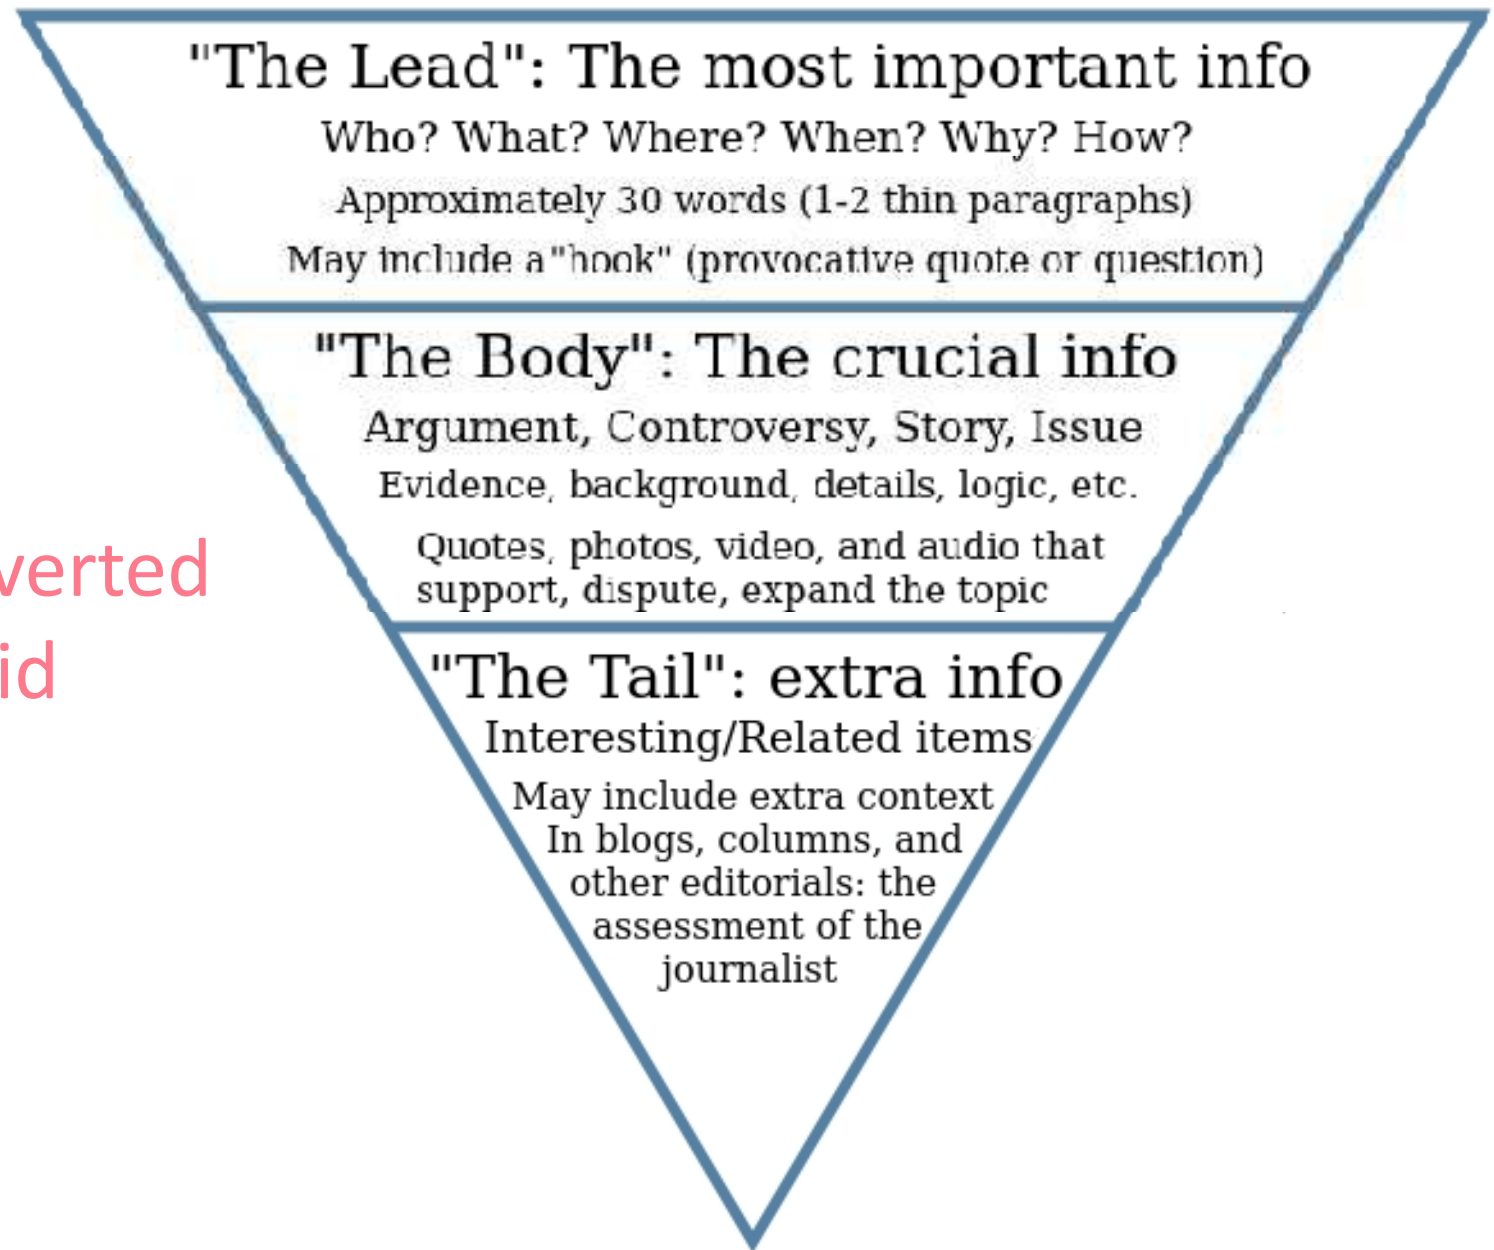 "The Lead": The most important info
Who? What? Where? When? Why? How?
Approximately 30 words (1-2 thin paragraphs)
May include a "hook" (provocative quote or question)
"The Body": The crucial info
Argument, Controversy, Story, Issue
Evidence, background, details, logic, etc.
Quotes, photos, video, and audio that
support, dispute, expand the topic
verted
id
"The Tail": extra info
Interesting/Related items
May include extra context
In blogs, columns, and
other editorials: the
assessment of the
journalist